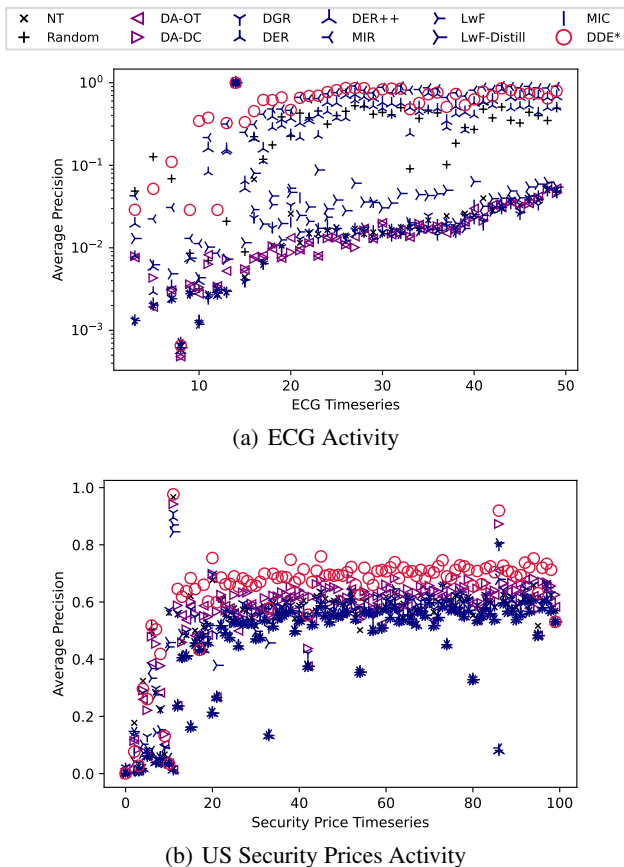 NT DA-OT DGR DER++ LwF MIC
Random DA-DC DER MIR LwF-Distill DDE*
10⁰
10⁻¹
10⁻²
10⁻³
Average Precision
10 20 30 40 50
ECG Timeseries
(a) ECG Activity
1.0
0.8
0.6
0.4
0.2
0.0
Average Precision
0 20 40 60 80 100
Security Price Timeseries
(b) US Security Prices Activity